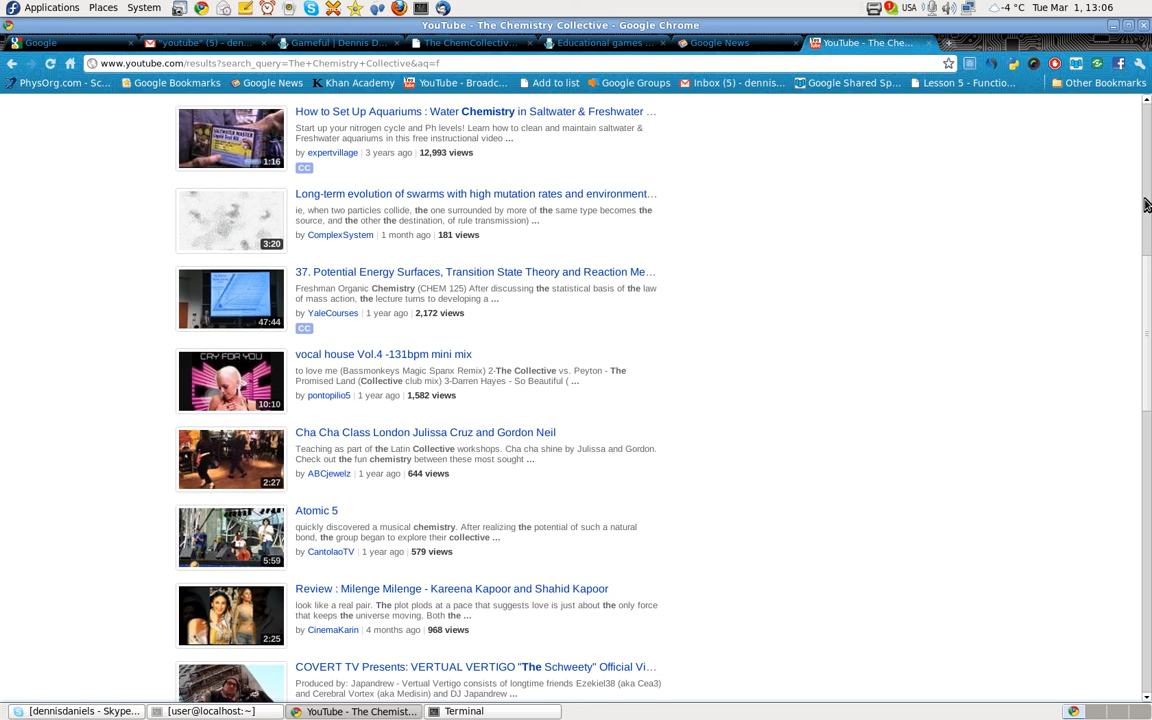 Applications Places System USA -4 °C Tue Mar 1, 13:06
YouTube - The Chemistry Collective - Google Chrome
Google "youtube" (5) - den... Gameful | Dennis D... The ChemCollectiv... Educational games ... Google News YouTube - The Che...
www.youtube.com/results?search_query=The+Chemistry+Collective&aq=f
PhysOrg.com - Sc... Google Bookmarks Google News Khan Academy YouTube - Broadc... Add to list Google Groups Inbox (5) - dennis... Google Shared Sp... Lesson 5 - Functio... Other Bookmarks
How to Set Up Aquariums : Water Chemistry in Saltwater & Freshwater ...
Start up your nitrogen cycle and Ph levels! Learn how to clean and maintain saltwater &
Freshwater aquariums in this free instructional video ...
1:16
by expertvillage | 3 years ago | 12,993 views
CC
Long-term evolution of swarms with high mutation rates and environment...
ie, when two particles collide, the one surrounded by more of the same type becomes the
source, and the other the destination, of rule transmission) ...
by ComplexSystem | 1 month ago | 181 views
3:20
37. Potential Energy Surfaces, Transition State Theory and Reaction Me...
Freshman Organic Chemistry (CHEM 125) After discussing the statistical basis of the law
of mass action, the lecture turns to developing a ...
by YaleCourses | 1 year ago | 2,172 views
47:44
CC
vocal house Vol.4 -131bpm mini mix
CRY FOR YOU
to love me (Bassmonkeys Magic Spanx Remix) 2-The Collective vs. Peyton - The
Promised Land (Collective club mix) 3-Darren Hayes - So Beautiful ( ...
by pontopilio5 | 1 year ago | 1,582 views
10:10
Cha Cha Class London Julissa Cruz and Gordon Neil
Teaching as part of the Latin Collective workshops. Cha cha shine by Julissa and Gordon.
Check out the fun chemistry between these most sought ...
by ABCjewelz | 1 year ago | 644 views
2:27
Atomic 5
quickly discovered a musical chemistry. After realizing the potential of such a natural
bond, the group began to explore their collective ...
by CantolaoTV | 1 year ago | 579 views
5:59
Review : Milenge Milenge - Kareena Kapoor and Shahid Kapoor
look like a real pair. The plot plods at a pace that suggests love is just about the only force
that keeps the universe moving. Both the ...
by CinemaKarin | 4 months ago | 968 views
2:25
COVERT TV Presents: VERTUAL VERTIGO "The Schweety" Official Vi...
Produced by: Japandrew - Vertual Vertigo consists of longtime friends Ezekiel38 (aka Cea3)
and Cerebral Vortex (aka Medisin) and DJ Japandrew ...
[dennisdaniels - Skype... [user@localhost:~] YouTube - The Chemist... Terminal